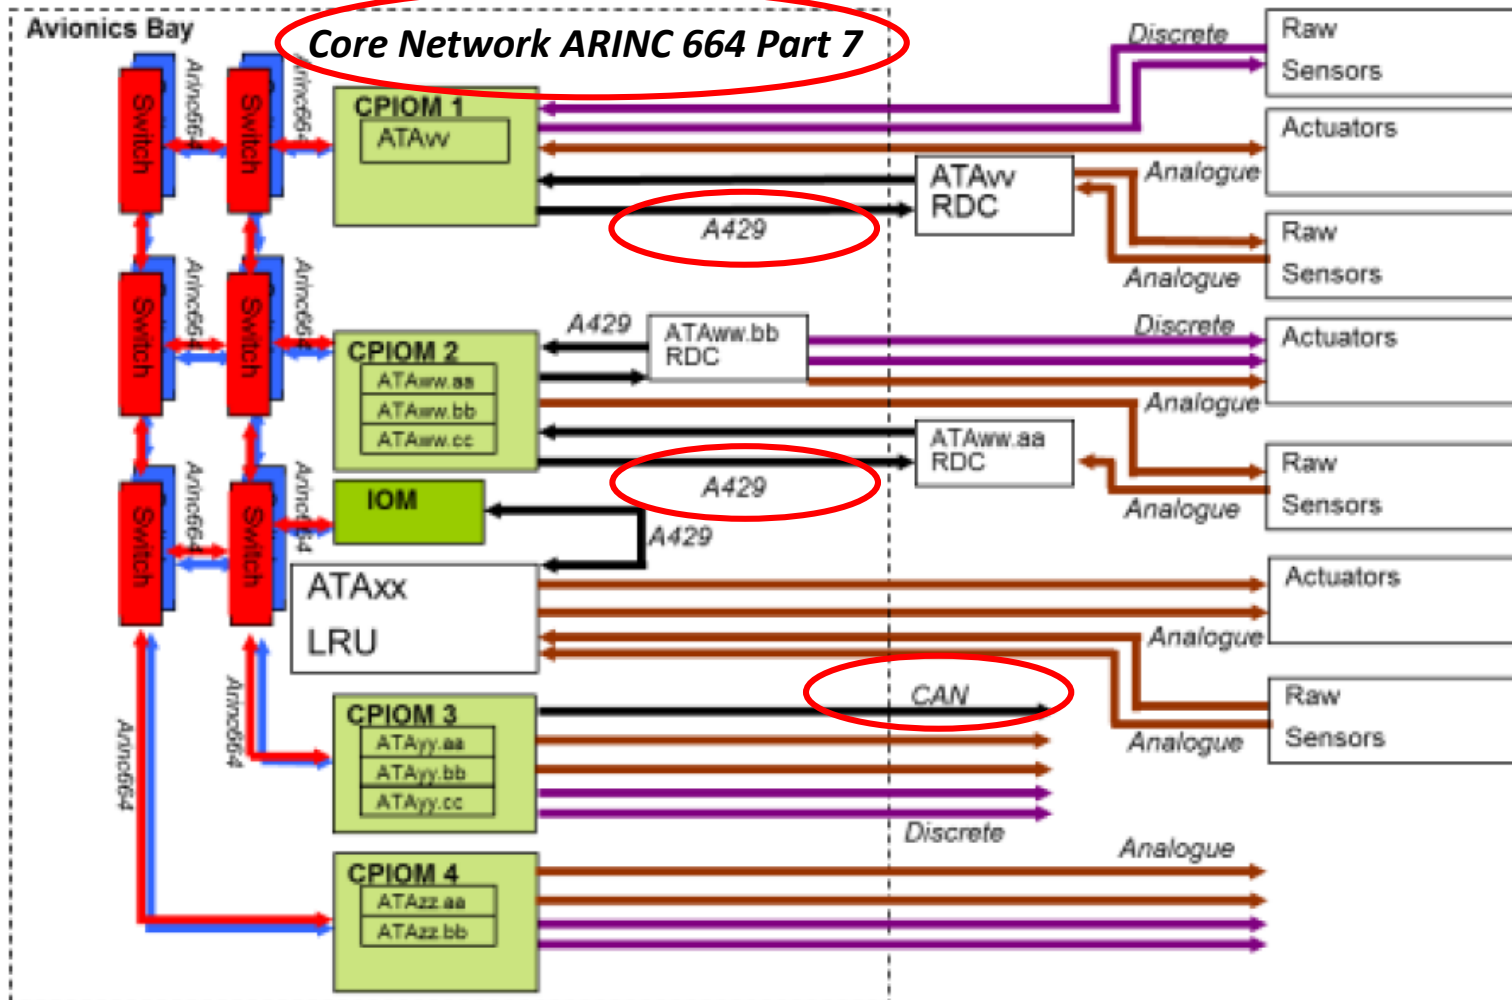 Avionics Bay
Core Network ARINC 664 Part 7
Discrete
Raw
Sensors
Switch
Arinc664
Switch
Arinc664
CPIOM 1
ATAvv
Actuators
Analogue
ATAvv
RDC
A429
Raw
Sensors
Analogue
Switch
Arinc664
Switch
Arinc664
CPIOM 2
ATAww.aa
ATAww.bb
ATAww.cc
A429
ATAww.bb
RDC
Discrete
Actuators
Analogue
ATAww.aa
RDC
A429
Raw
Sensors
Analogue
Switch
Arinc664
Switch
Arinc664
IOM
A429
ATAxx
LRU
Actuators
Analogue
Raw
Sensors
Analogue
Arinc664
Arinc664
CPIOM 3
ATAyy.aa
ATAyy.bb
ATAyy.cc
CAN
Discrete
CPIOM 4
ATAzz.aa
ATAzz.bb
Analogue